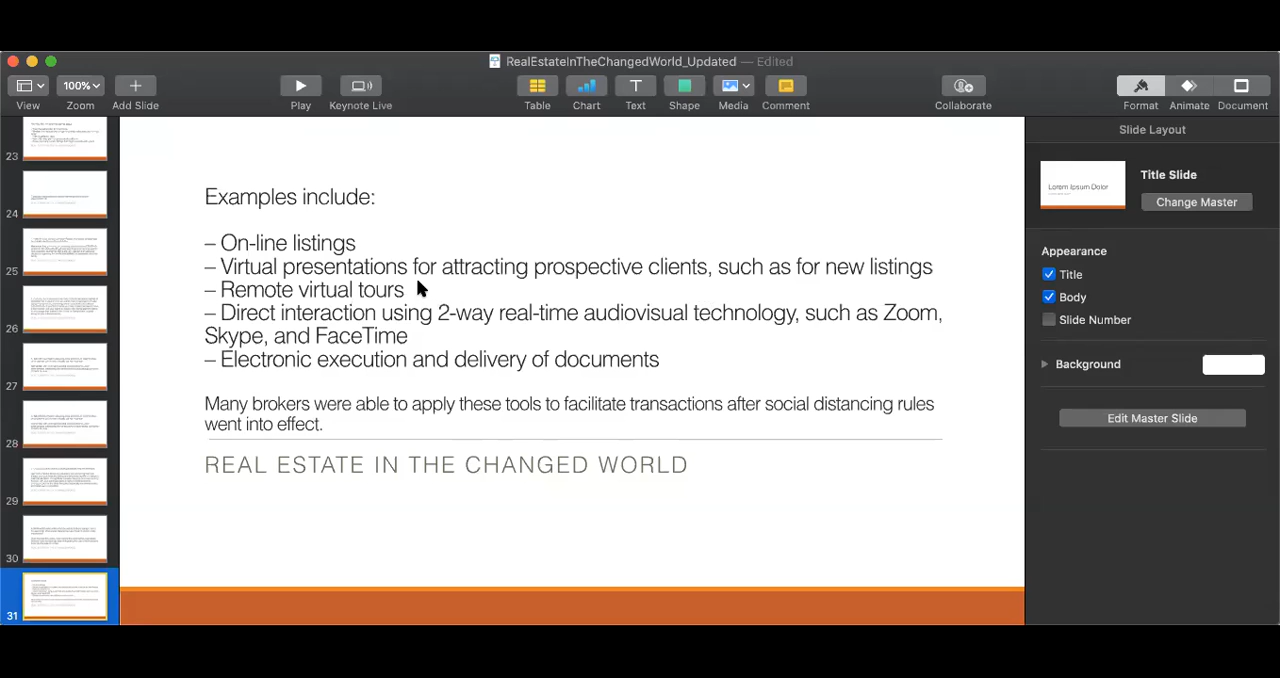 RealEstateInTheChangedWorld_Updated — Edited
100%
View Zoom Add Slide Play Keynote Live Table Chart Text Shape Media Comment Collaborate Format Animate Document
Slide Layout
Lorem Ipsum Dolor
Title Slide
Change Master
Appearance
Title
Body
Slide Number
Background
Edit Master Slide
23
24
25
26
27
28
29
30
31
Examples include:
– On-line listings
– Virtual presentations for attracting prospective clients, such as for new listings
– Remote virtual tours
– Direct interaction using 2-way real-time audiovisual technology, such as Zoom,
Skype, and FaceTime
– Electronic execution and delivery of documents
Many brokers were able to apply these tools to facilitate transactions after social distancing rules
went into effect.
REAL ESTATE IN THE CHANGED WORLD